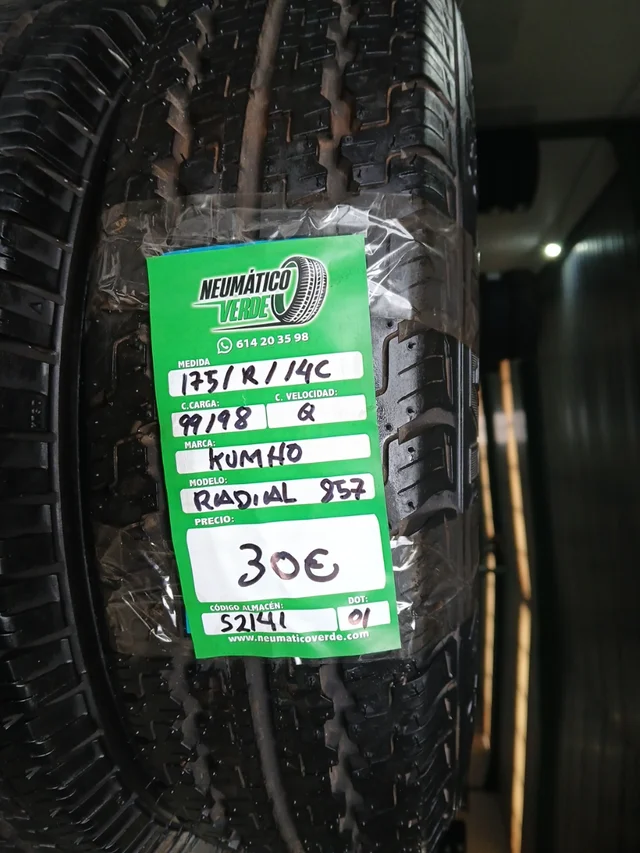 NEUMÁTICO
VERDE
614 20 35 98
MEDIDA
175/R/14C
C.CARGA: C. VELOCIDAD:
99/98 Q
MARCA:
KUMHO
MODELO:
RADIAL 857
PRECIO:
30€
CÓDIGO ALMACÉN: DOT:
S2141 01
www.neumaticoverde.com